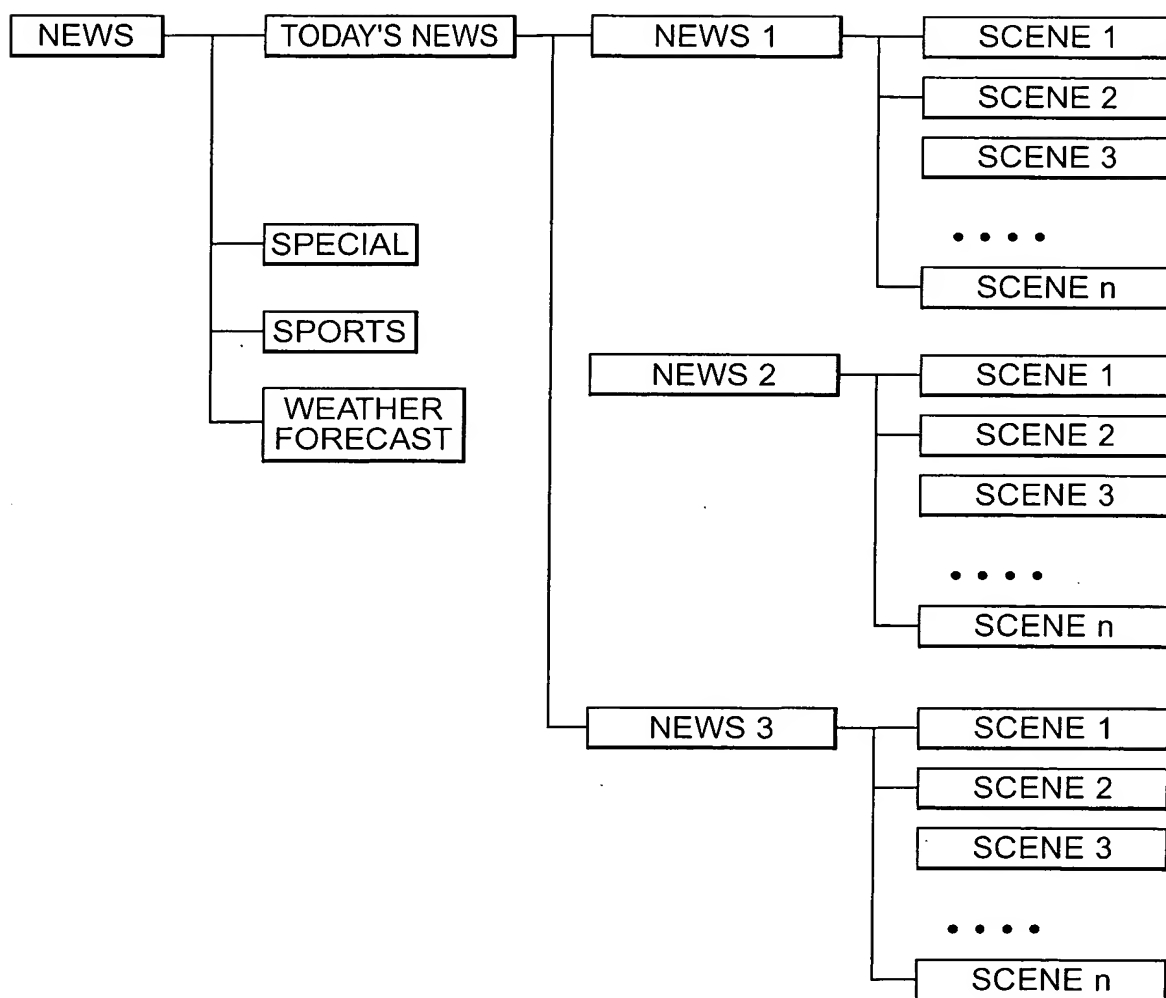 NEWS
TODAY'S NEWS
NEWS 1
SCENE 1
SCENE 2
SCENE 3
• • • •
SCENE n
SPECIAL
SPORTS
WEATHER
FORECAST
NEWS 2
SCENE 1
SCENE 2
SCENE 3
• • • •
SCENE n
NEWS 3
SCENE 1
SCENE 2
SCENE 3
• • • •
SCENE n